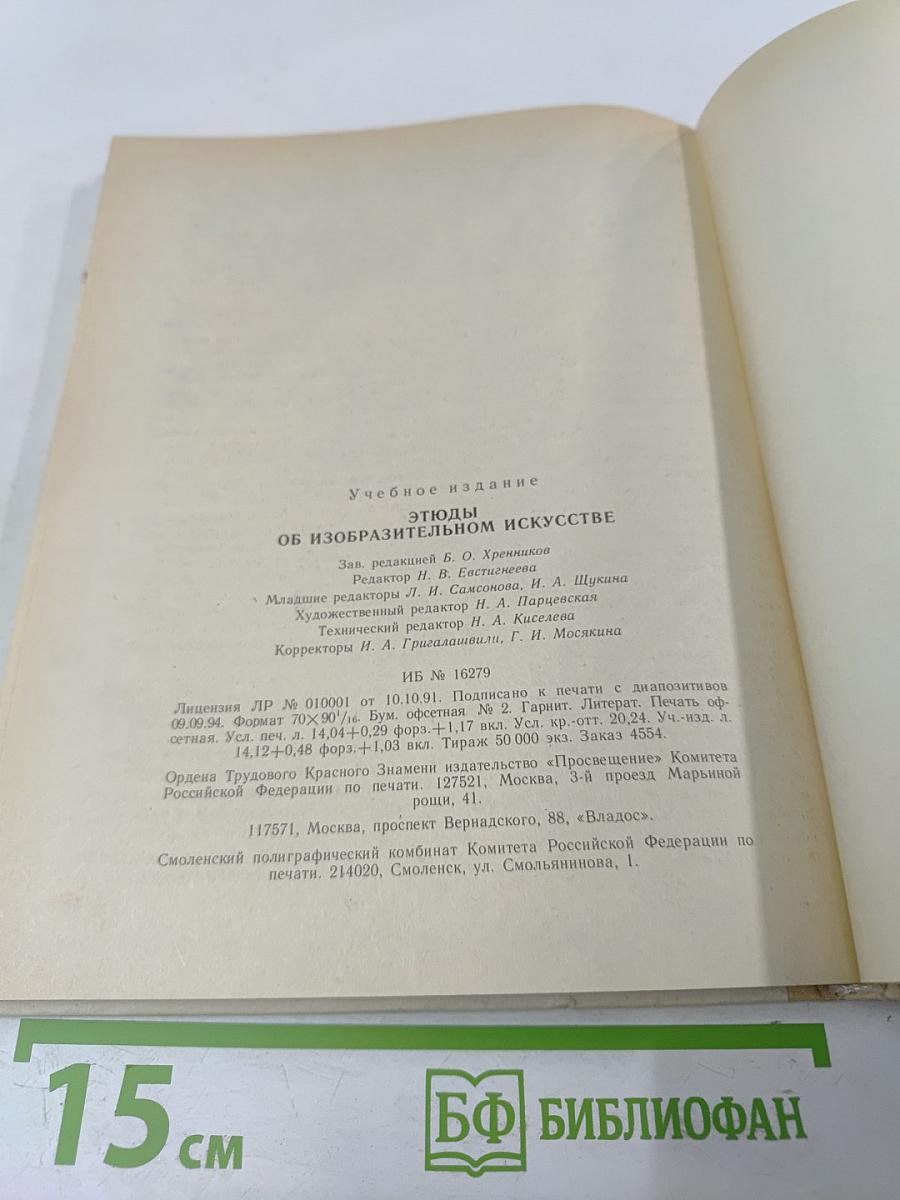 Учебное издание
ЭТЮДЫ
ОБ ИЗОБРАЗИТЕЛЬНОМ ИСКУССТВЕ
Зав. редакцией Б. О. Хренников
Редактор Н. В. Евстигнеева
Младшие редакторы Л. И. Самсонова, И. А. Щукина
Художественный редактор Н. А. Парцевская
Технический редактор Н. А. Киселева
Корректоры И. А. Григалашвили, Г. И. Мосякина
ИБ № 16279
Лицензия ЛР № 010001 от 10.10.91. Подписано к печати с диапозитивов
09.09.94. Формат 70×90¹/₁₆. Бум. офсетная № 2. Гарнит. Литерат. Печать оф-
сетная. Усл. печ. л. 14,04+0,29 форз.+1,17 вкл. Усл. кр.-отт. 20,24. Уч.-изд. л.
14,12+0,48 форз.+1,03 вкл. Тираж 50 000 экз. Заказ 4554.
Ордена Трудового Красного Знамени издательство «Просвещение» Комитета
Российской Федерации по печати. 127521, Москва, 3-й проезд Марьиной
рощи, 41.
117571, Москва, проспект Вернадского, 88, «Владос».
Смоленский полиграфический комбинат Комитета Российской Федерации по
печати. 214020, Смоленск, ул. Смольянинова, 1.
15 см
БФ БИБЛИОФАН